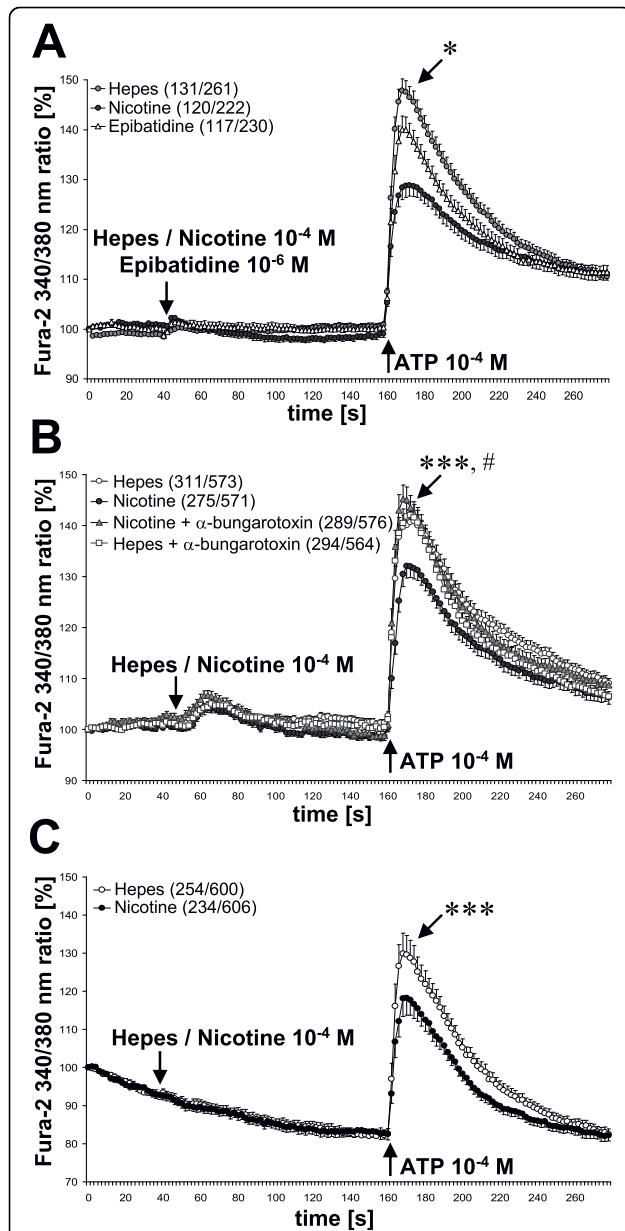 A
Fura-2 340/380 nm ratio [%]
150
140
130
120
110
100
90
Hepes (131/261)
Nicotine (120/222)
Epibatidine (117/230)
*
Hepes / Nicotine 10⁻⁴ M
Epibatidine 10⁻⁶ M
ATP 10⁻⁴ M
0 20 40 60 80 100 120 140 160 180 200 220 240 260
time [s]
B
Fura-2 340/380 nm ratio [%]
150
140
130
120
110
100
90
Hepes (311/573)
Nicotine (275/571)
Nicotine + α-bungarotoxin (289/576)
Hepes + α-bungarotoxin (294/564)
***, #
Hepes / Nicotine 10⁻⁴ M
ATP 10⁻⁴ M
0 20 40 60 80 100 120 140 160 180 200 220 240 260
time [s]
C
Fura-2 340/380 nm ratio [%]
150
140
130
120
110
100
90
80
70
Hepes (254/600)
Nicotine (234/606)
***
Hepes / Nicotine 10⁻⁴ M
ATP 10⁻⁴ M
0 20 40 60 80 100 120 140 160 180 200 220 240 260
time [s]